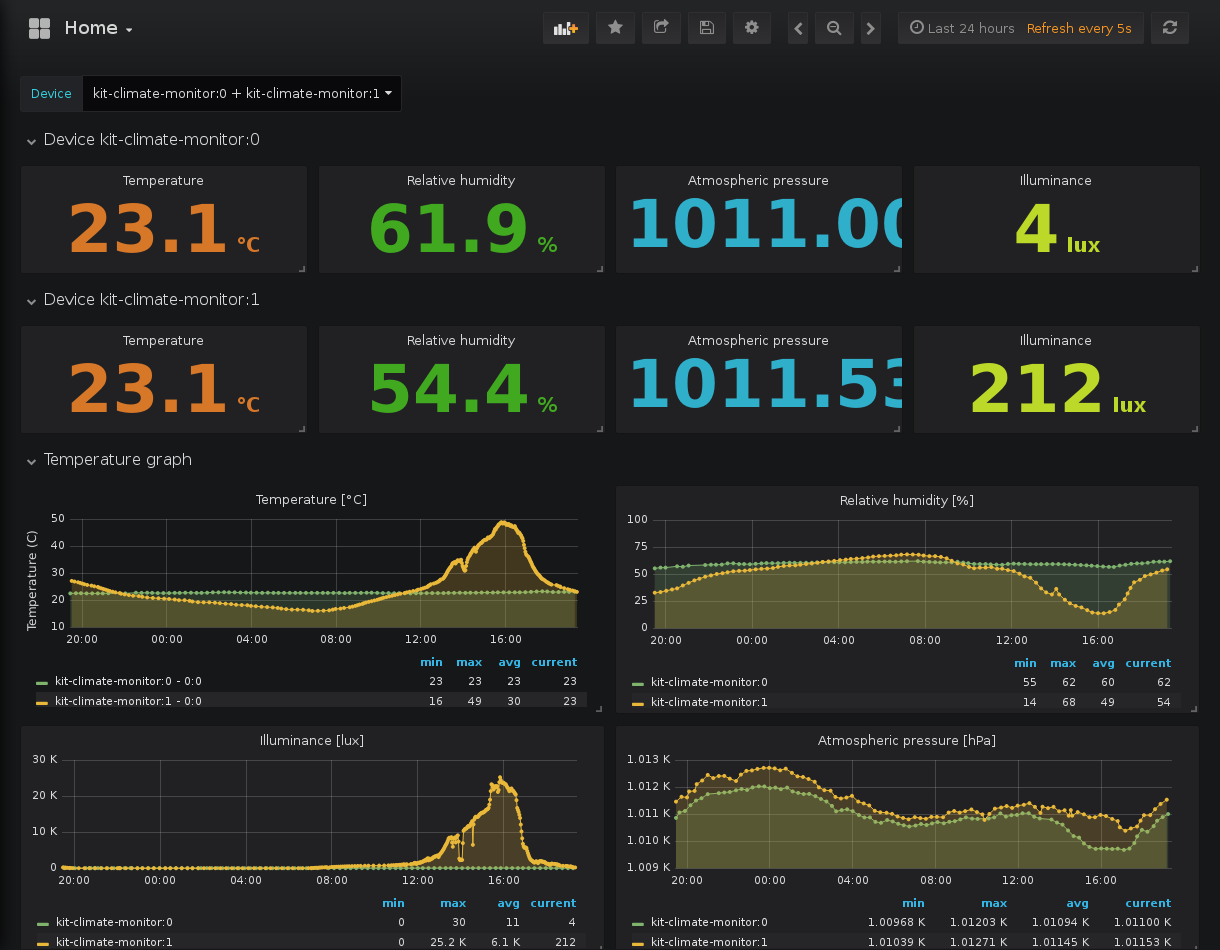 Home
Last 24 hours Refresh every 5s
Device kit-climate-monitor:0 + kit-climate-monitor:1
Device kit-climate-monitor:0
Temperature Relative humidity Atmospheric pressure Illuminance
23.1 °C 61.9 % 1011.00 4 lux
Device kit-climate-monitor:1
Temperature Relative humidity Atmospheric pressure Illuminance
23.1 °C 54.4 % 1011.53 212 lux
Temperature graph
Temperature [°C]
Temperature (C)
50
40
30
20
10
20:00 00:00 04:00 08:00 12:00 16:00
min max avg current
kit-climate-monitor:0 - 0:0 23 23 23 23
kit-climate-monitor:1 - 0:0 16 49 30 23
Relative humidity [%]
100
75
50
25
0
20:00 00:00 04:00 08:00 12:00 16:00
min max avg current
kit-climate-monitor:0 55 62 60 62
kit-climate-monitor:1 14 68 49 54
Illuminance [lux]
30 K
20 K
10 K
0
20:00 00:00 04:00 08:00 12:00 16:00
min max avg current
kit-climate-monitor:0 0 30 11 4
kit-climate-monitor:1 0 25.2 K 6.1 K 212
Atmospheric pressure [hPa]
1.013 K
1.012 K
1.011 K
1.010 K
1.009 K
20:00 00:00 04:00 08:00 12:00 16:00
min max avg current
kit-climate-monitor:0 1.00968 K 1.01203 K 1.01094 K 1.01100 K
kit-climate-monitor:1 1.01039 K 1.01271 K 1.01145 K 1.01153 K